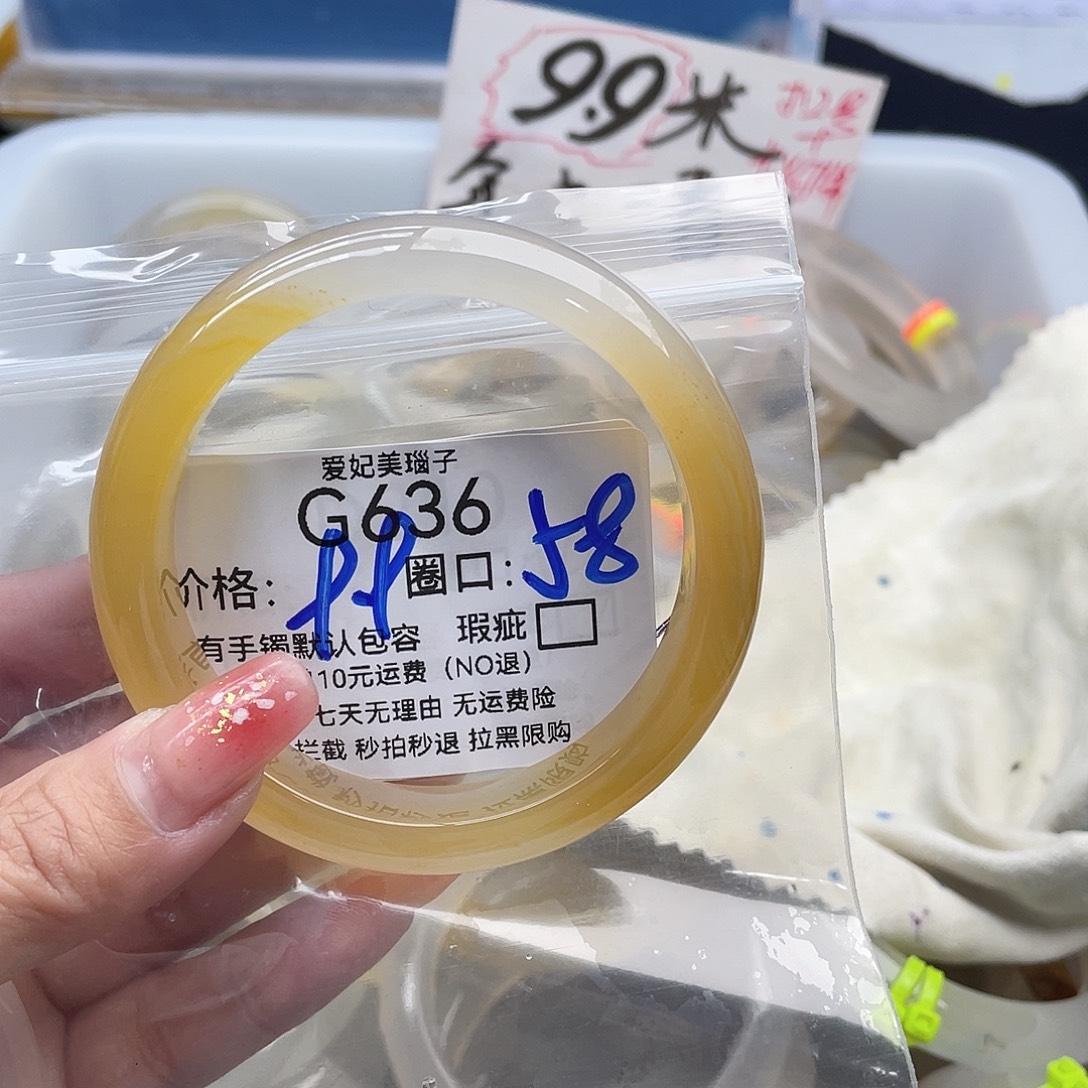 9.9米
爱妃美瑙子
G636
价格: 圈口: 58
有手镯默认包容 瑕疵
10元运费 (NO退)
七天无理由 无运费险
拦截 秒拍秒退 拉黑限购